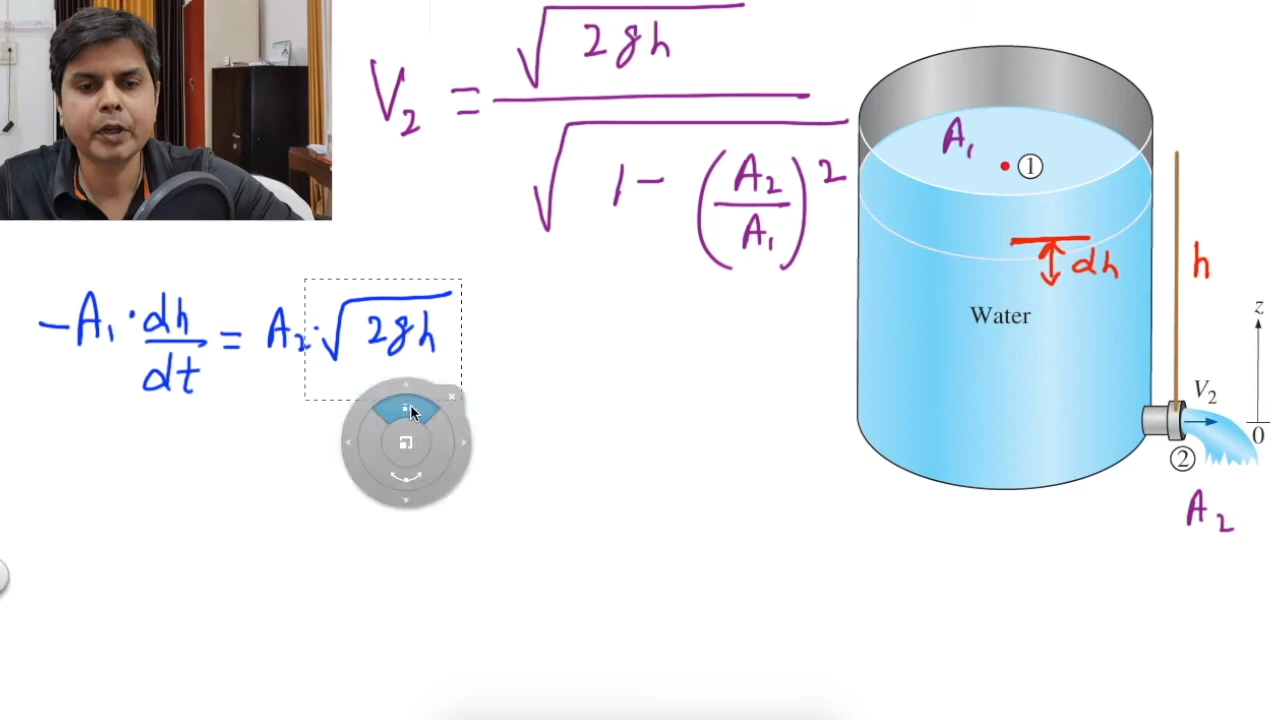 V₂ = √(2gh) / √(1 - (A₂/A₁)²)
-A₁ · dh/dt = A₂ · √(2gh)
A₁
①
dh
h
Water
z
V₂
0
②
A₂